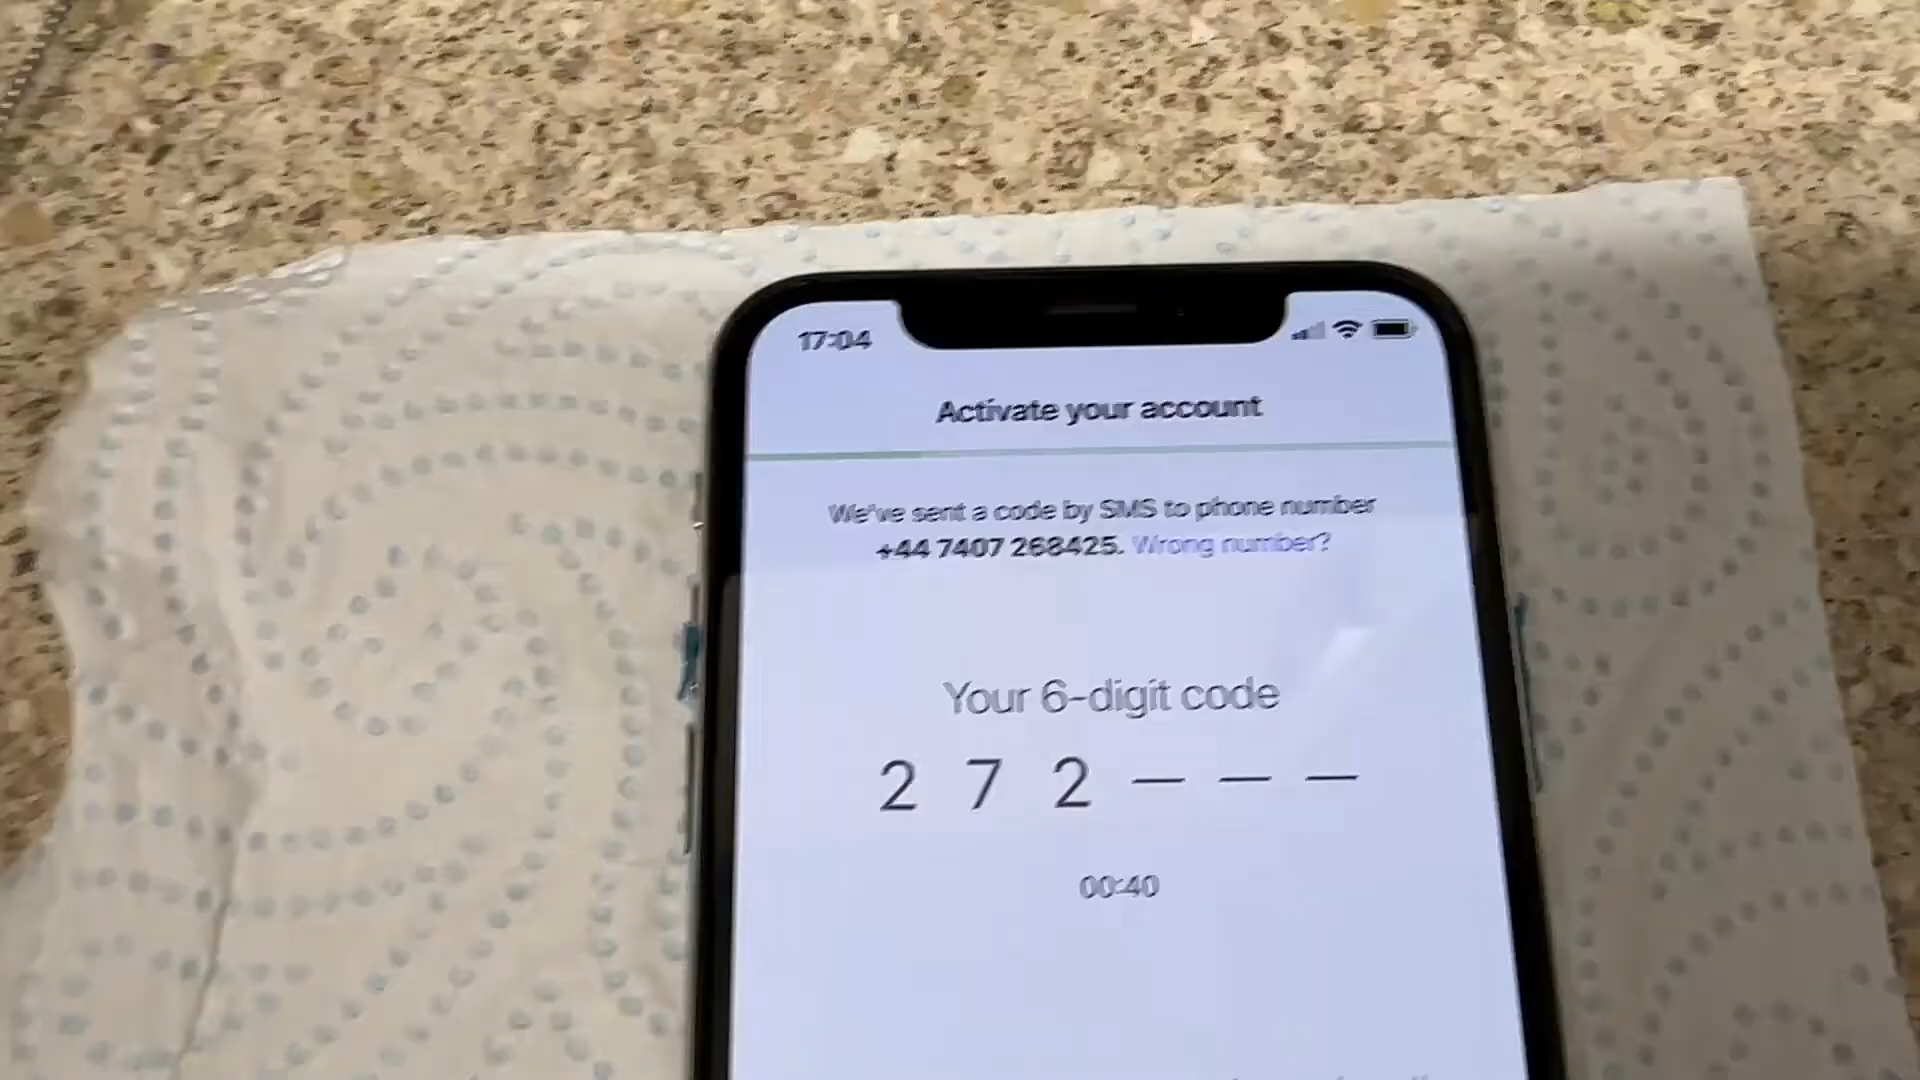 17:04
Activate your account
We've sent a code by SMS to phone number
+44 7407 268425. Wrong number?
Your 6-digit code
2 7 2 — — —
00:40